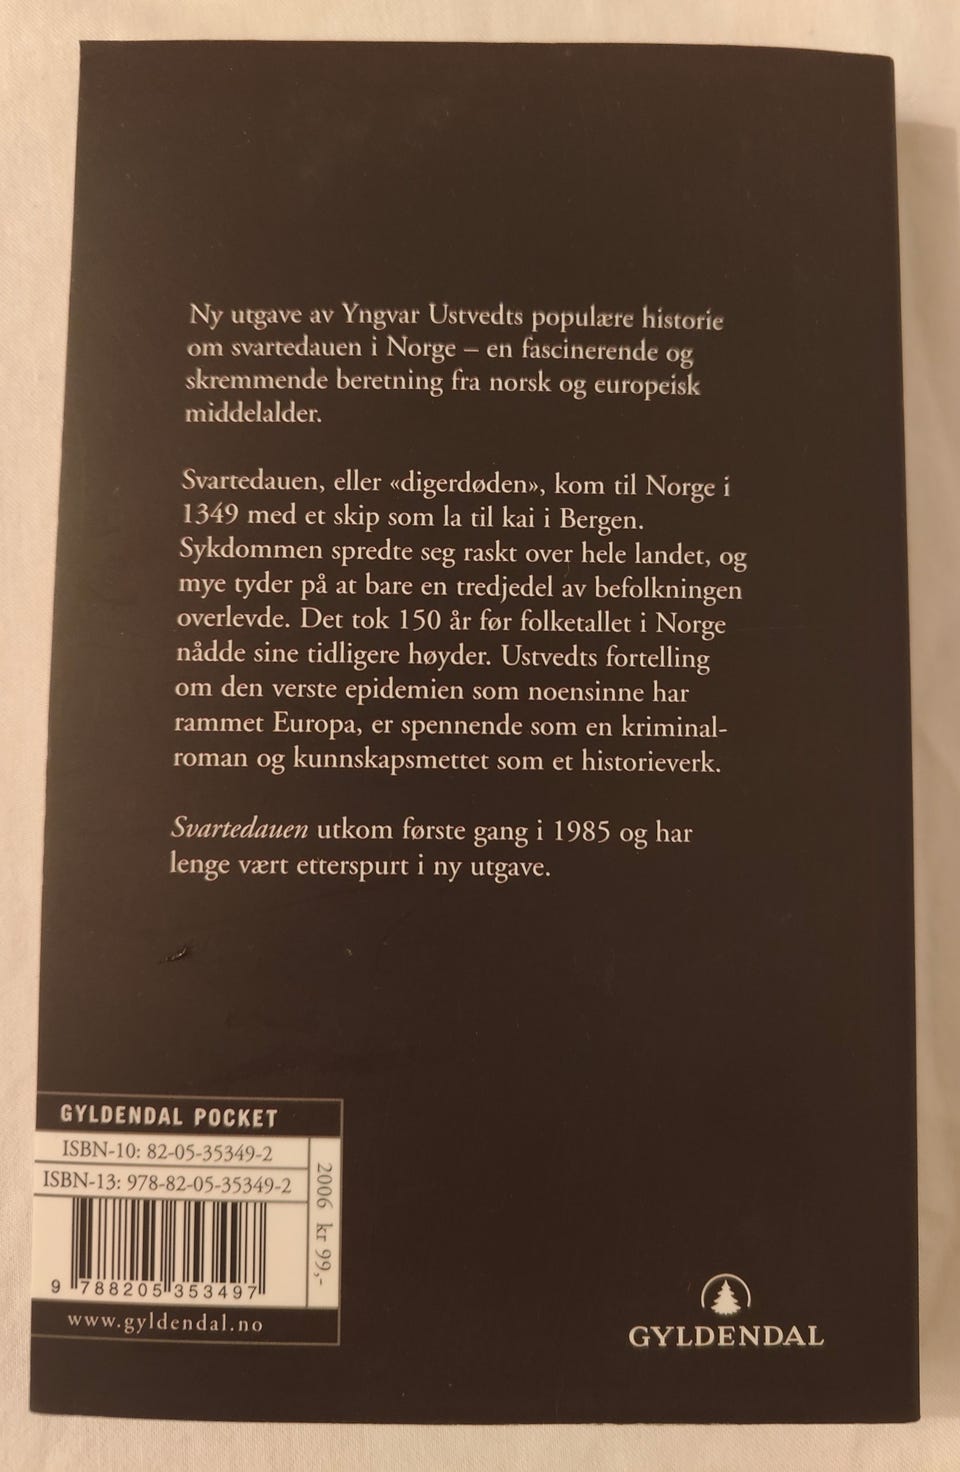 Ny utgave av Yngvar Ustvedts populære historie
om svartedauen i Norge – en fascinerende og
skremmende beretning fra norsk og europeisk
middelalder.
Svartedauen, eller «digerdøden», kom til Norge i
1349 med et skip som la til kai i Bergen.
Sykdommen spredte seg raskt over hele landet, og
mye tyder på at bare en tredjedel av befolkningen
overlevde. Det tok 150 år før folketallet i Norge
nådde sine tidligere høyder. Ustvedts fortelling
om den verste epidemien som noensinne har
rammet Europa, er spennende som en kriminal-
roman og kunnskapsmettet som et historieverk.
Svartedauen utkom første gang i 1985 og har
lenge vært etterspurt i ny utgave.
GYLDENDAL POCKET
ISBN-10: 82-05-35349-2
ISBN-13: 978-82-05-35349-2
2006 kr 99,-
9 788205 353497
www.gyldendal.no
GYLDENDAL